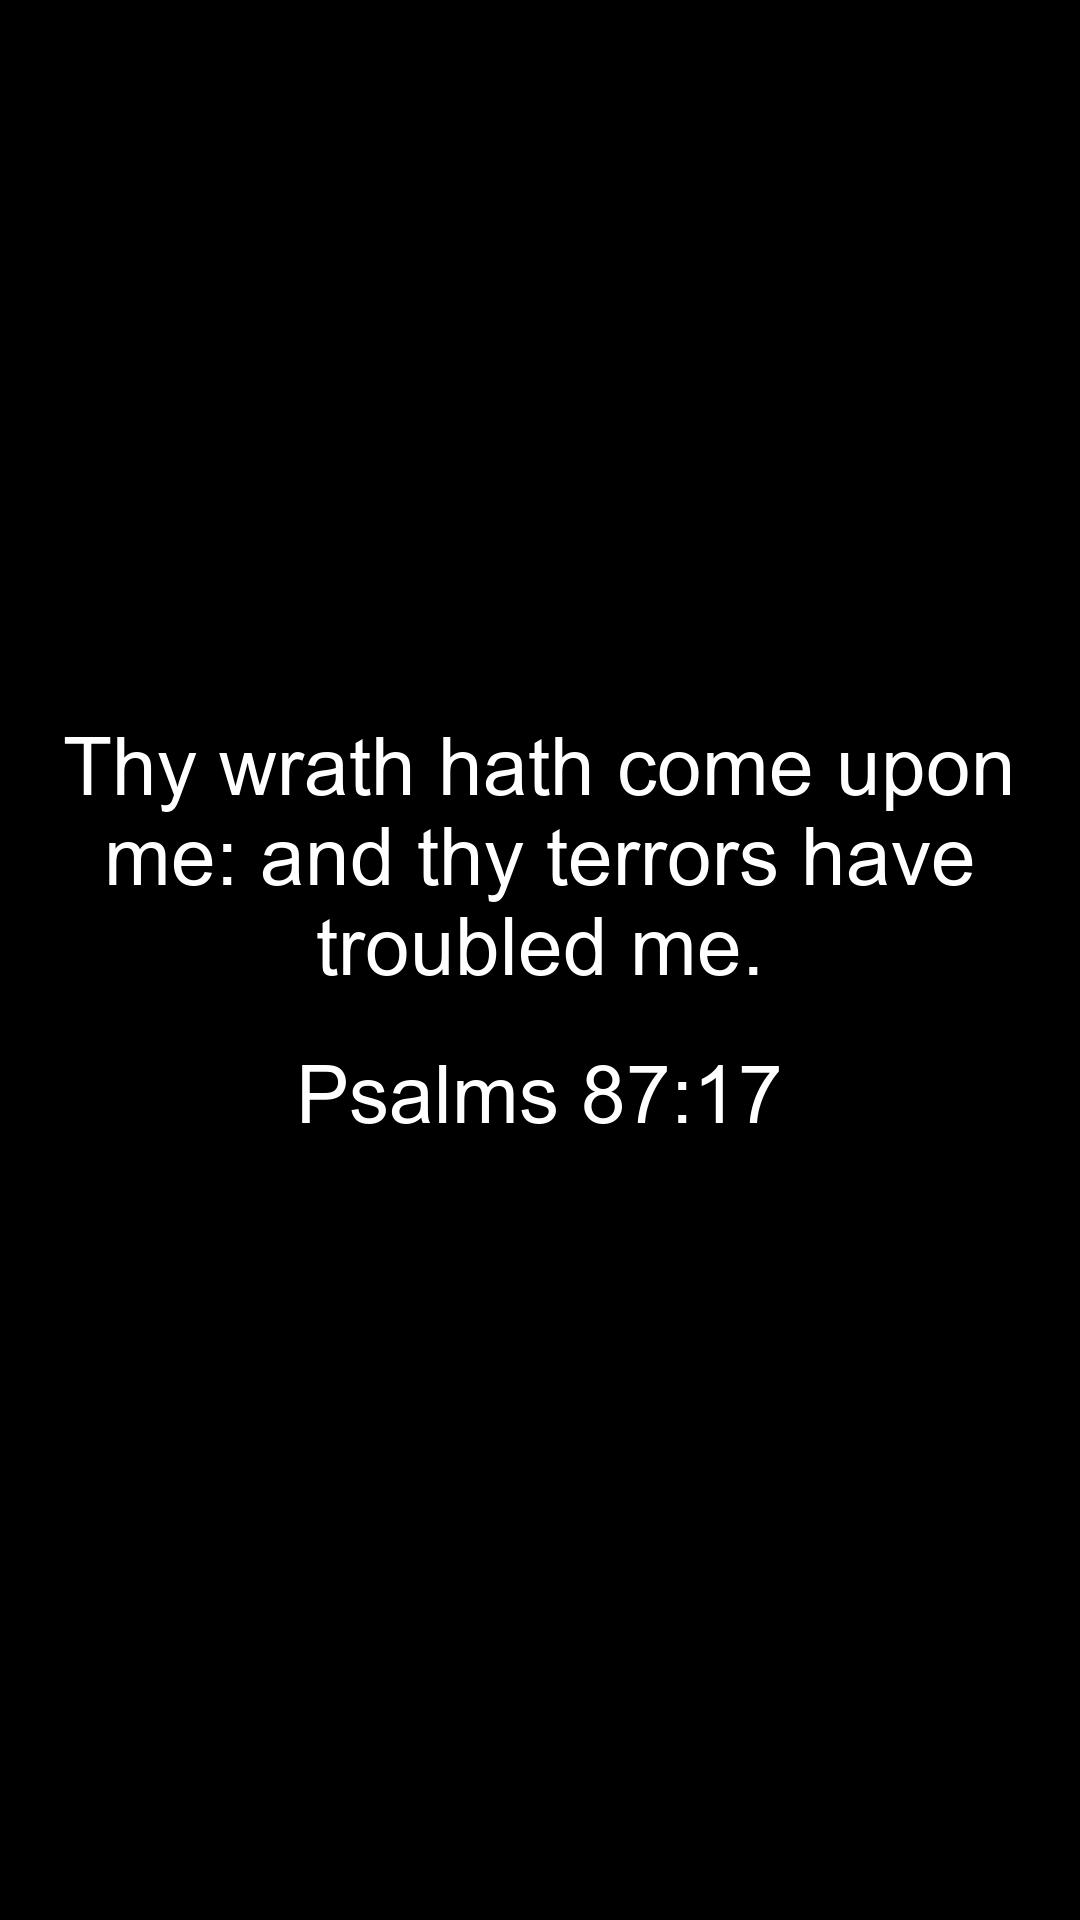 Thy wrath hath come upon
me: and thy terrors have
troubled me.
Psalms 87:17